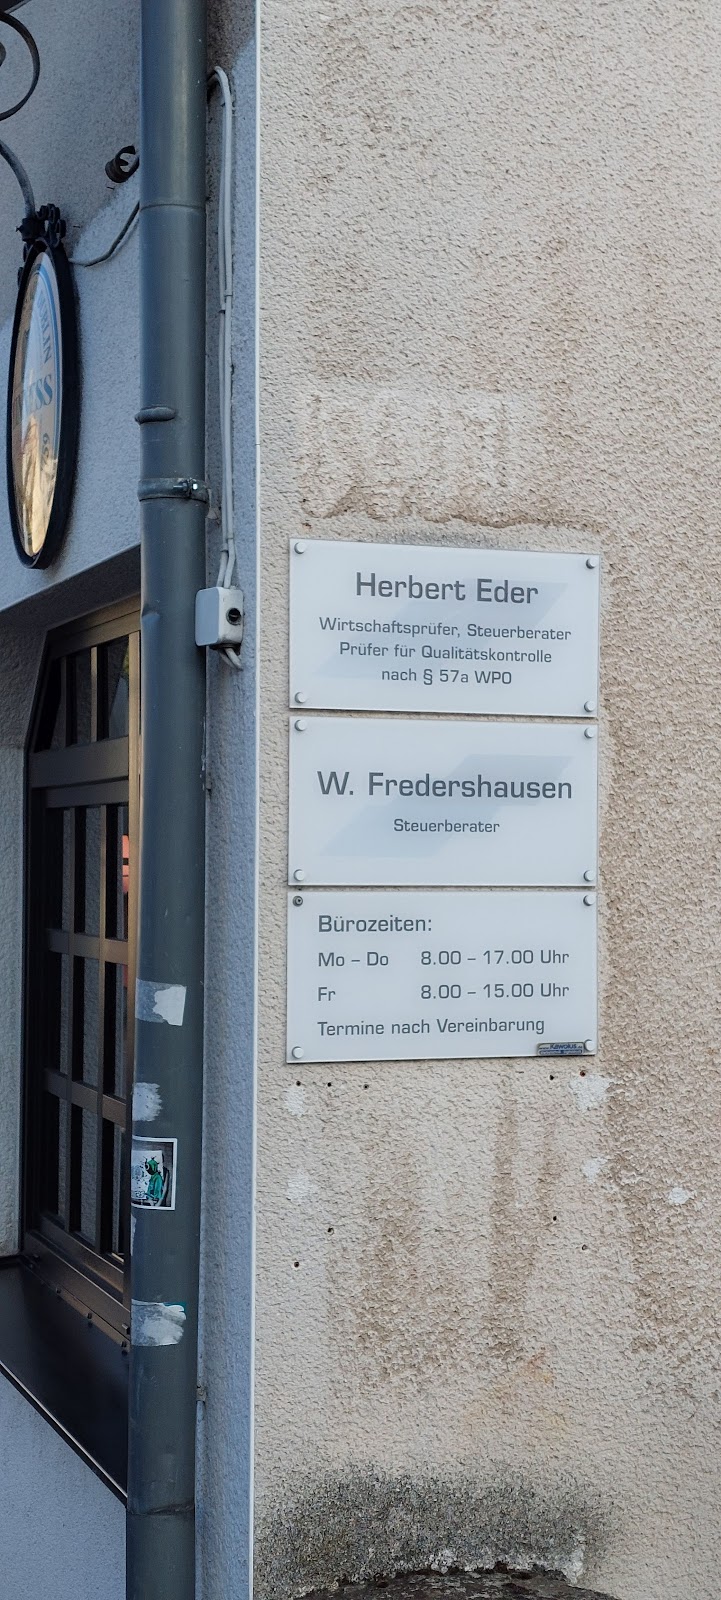 Herbert Eder
Wirtschaftsprüfer, Steuerberater
Prüfer für Qualitätskontrolle
nach § 57a WPO
W. Fredershausen
Steuerberater
Bürozeiten:
Mo – Do 8.00 – 17.00 Uhr
Fr 8.00 – 15.00 Uhr
Termine nach Vereinbarung